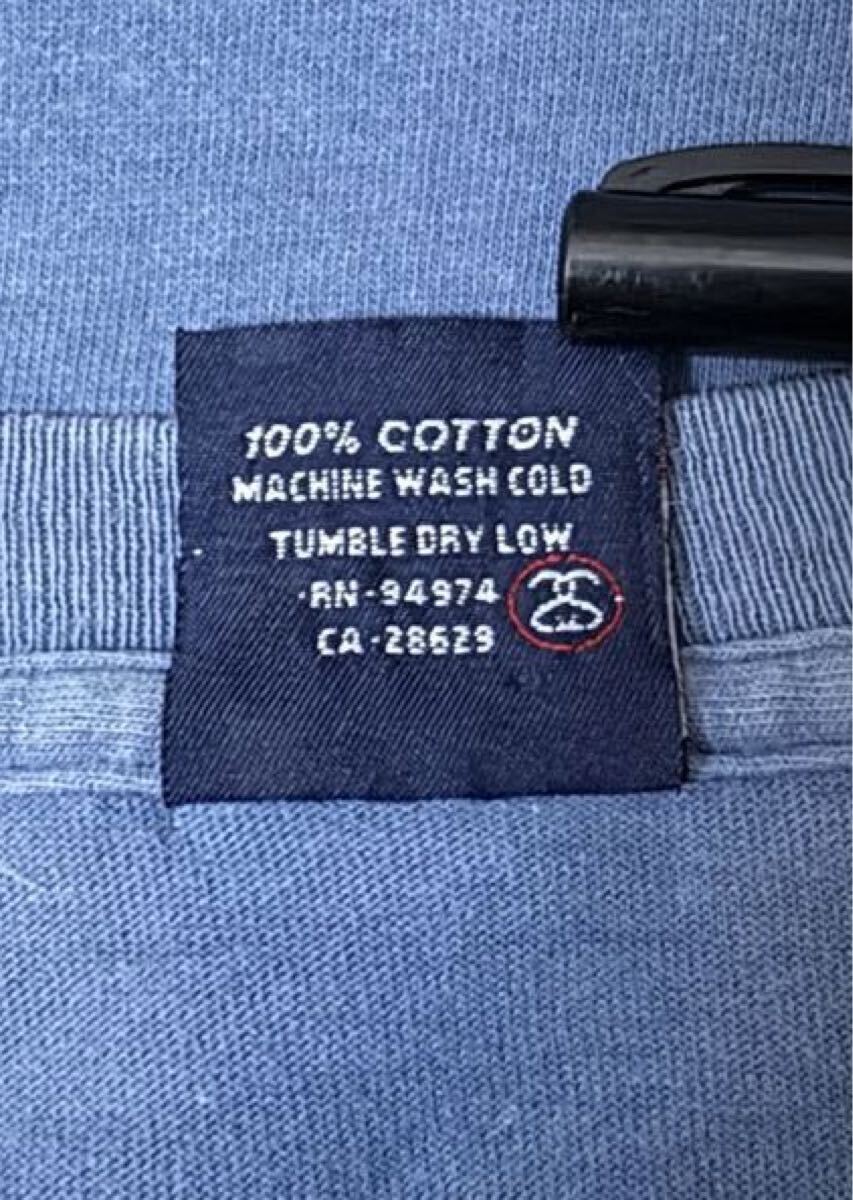 100% COTTON
MACHINE WASH COLD
TUMBLE DRY LOW
·RN-94974
CA-28629